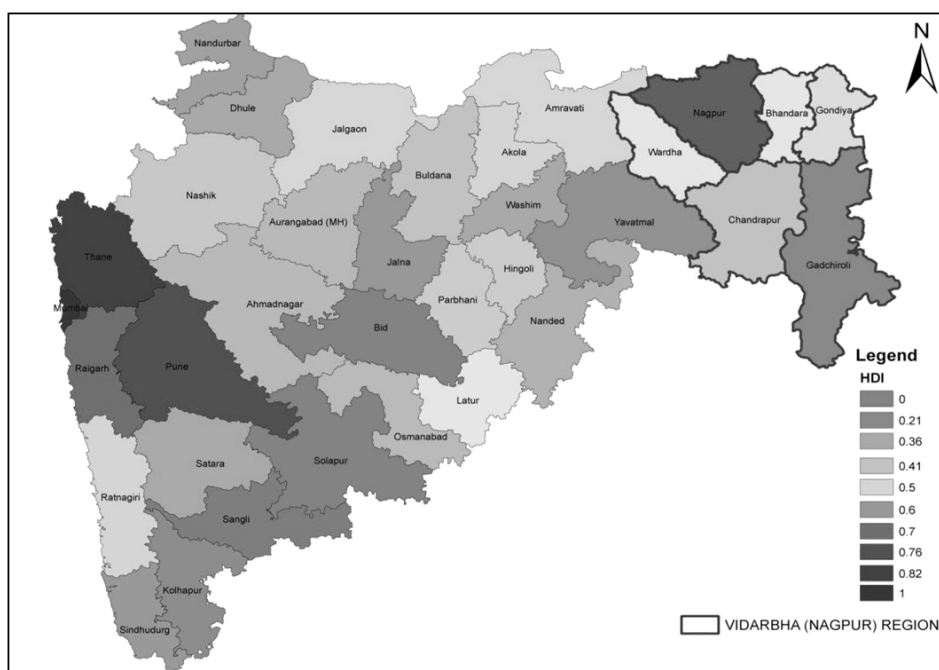 N
Nandurbar
Dhule
Jalgaon
Amravati
Nagpur
Bhandara
Gondiya
Akola
Wardha
Buldana
Nashik
Washim
Aurangabad (MH)
Yavatmal
Chandrapur
Thane
Jalna
Hingoli
Gadchiroli
Ahmadnagar
Parbhani
Mumbai
Bid
Nanded
Raigarh
Pune
Latur
Osmanabad
Satara
Solapur
Ratnagiri
Sangli
Kolhapur
Sindhudurg
Legend
HDI
0
0.21
0.36
0.41
0.5
0.6
0.7
0.76
0.82
1
VIDARBHA (NAGPUR) REGION